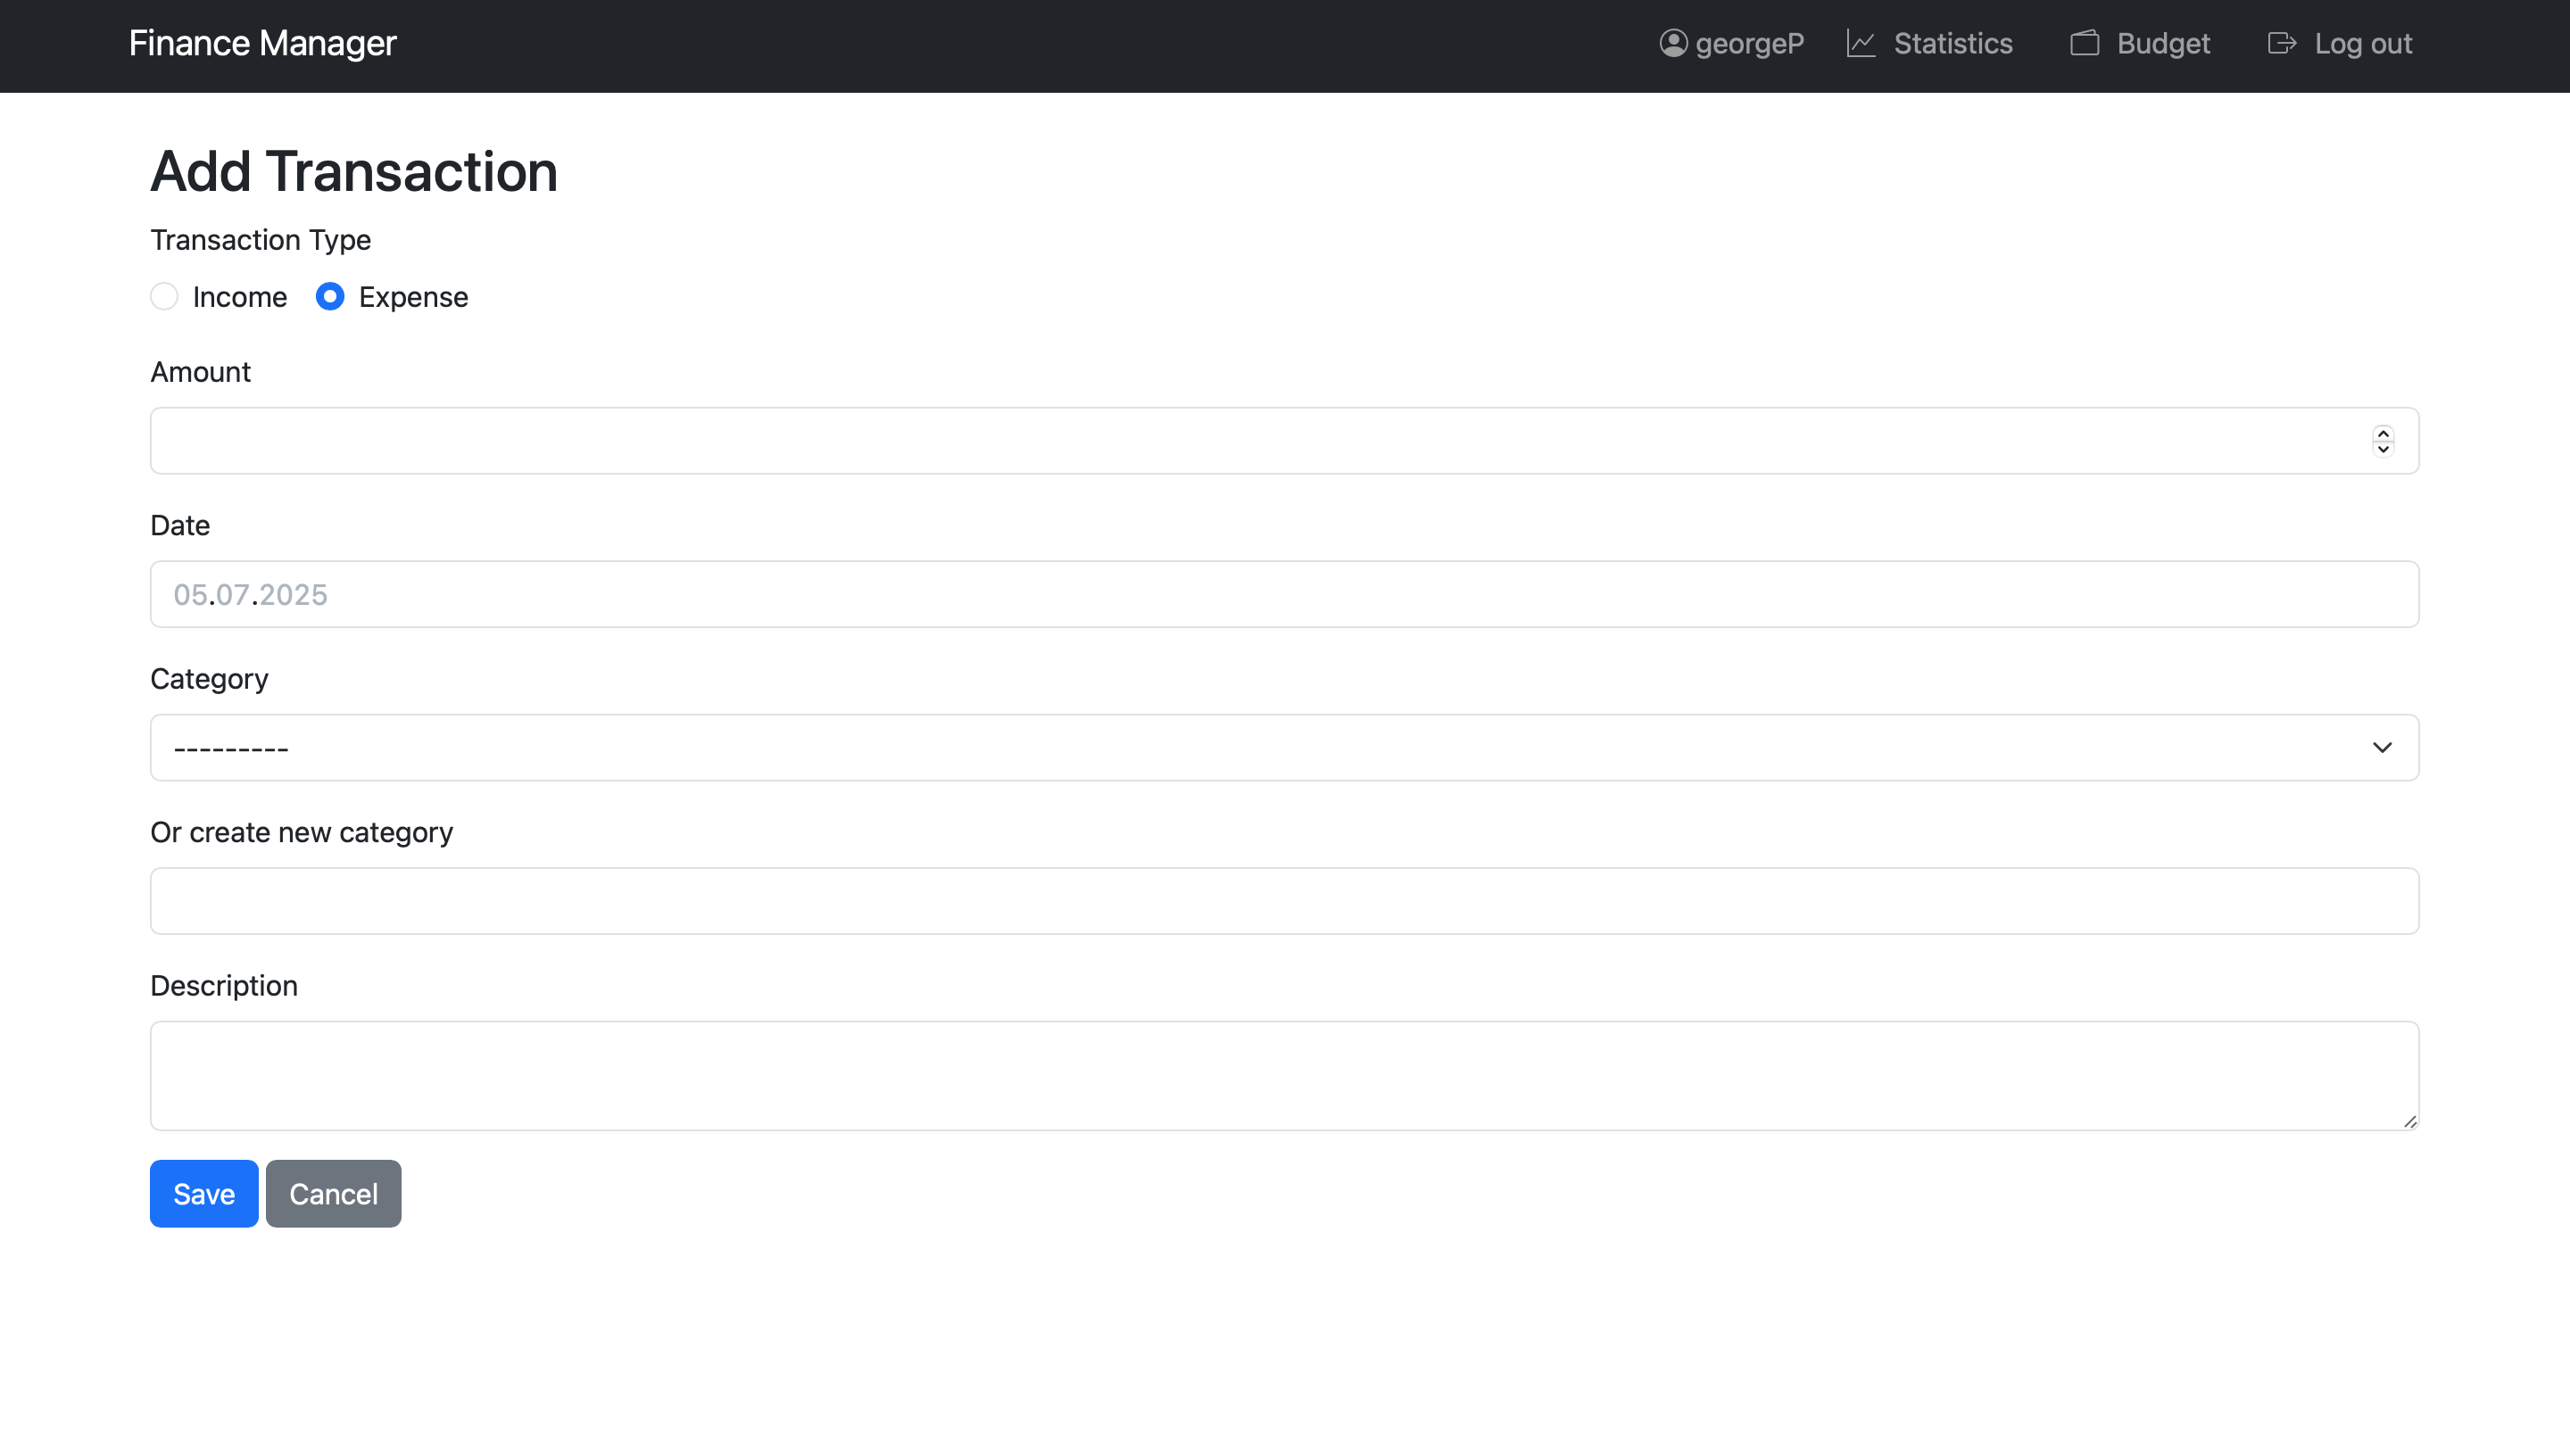 Finance Manager georgeP Statistics Budget Log out
Add Transaction
Transaction Type
Income Expense
Amount
Date
05.07.2025
Category
---------
Or create new category
Description
Save Cancel